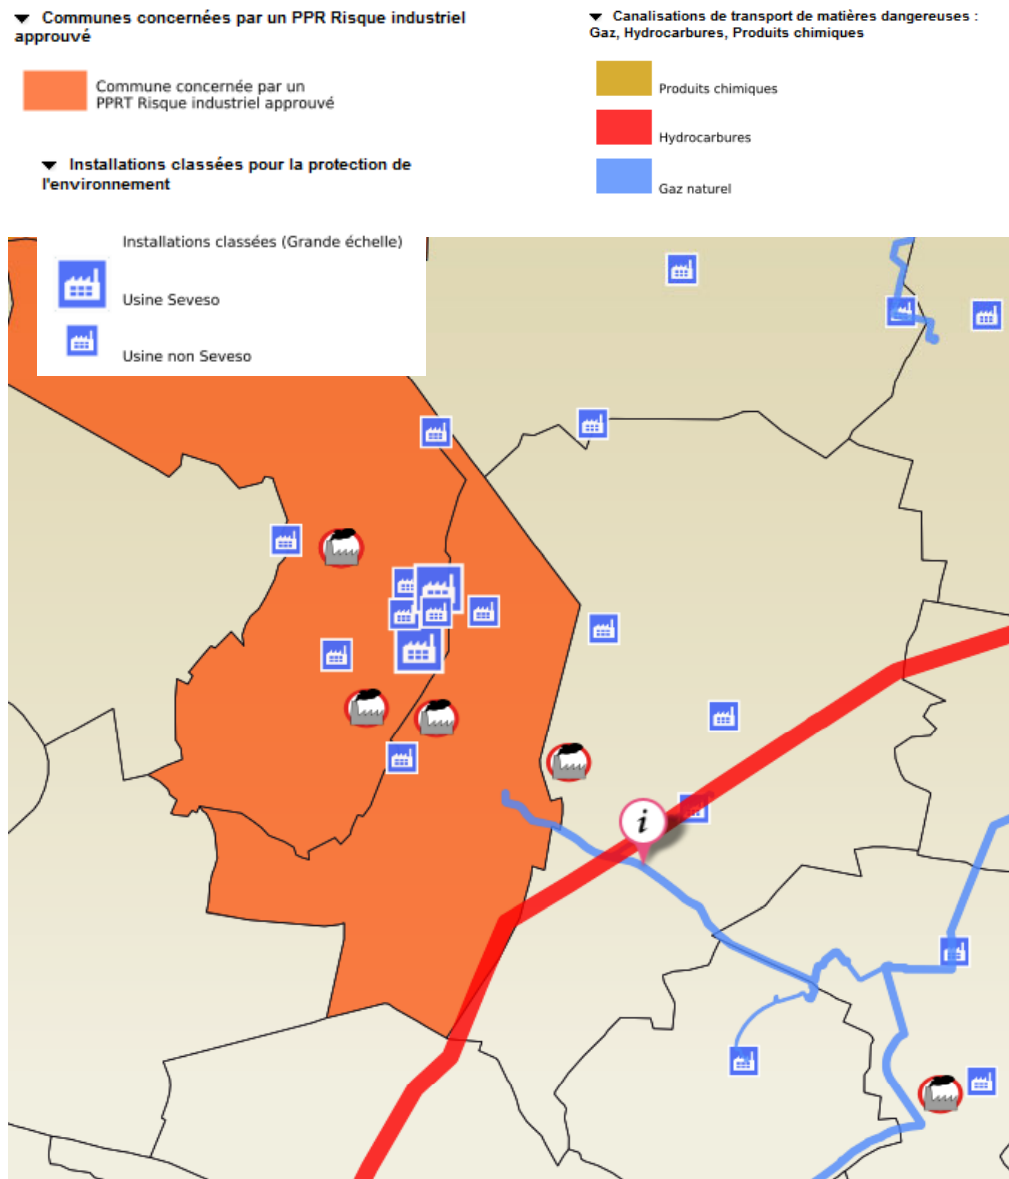 ▼ Communes concernées par un PPR Risque industriel
approuvé
Commune concernée par un
PPRT Risque industriel approuvé
▼ Installations classées pour la protection de
l'environnement
Installations classées (Grande échelle)
Usine Seveso
Usine non Seveso
▼ Canalisations de transport de matières dangereuses :
Gaz, Hydrocarbures, Produits chimiques
Produits chimiques
Hydrocarbures
Gaz naturel
i